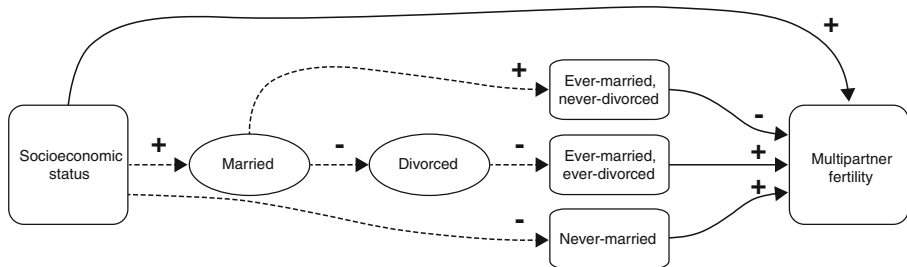 +
Ever-married,
never-divorced
+
-
Socioeconomic
status
+
Married
-
Divorced
-
Ever-married,
ever-divorced
+
Multipartner
fertility
-
Never-married
+